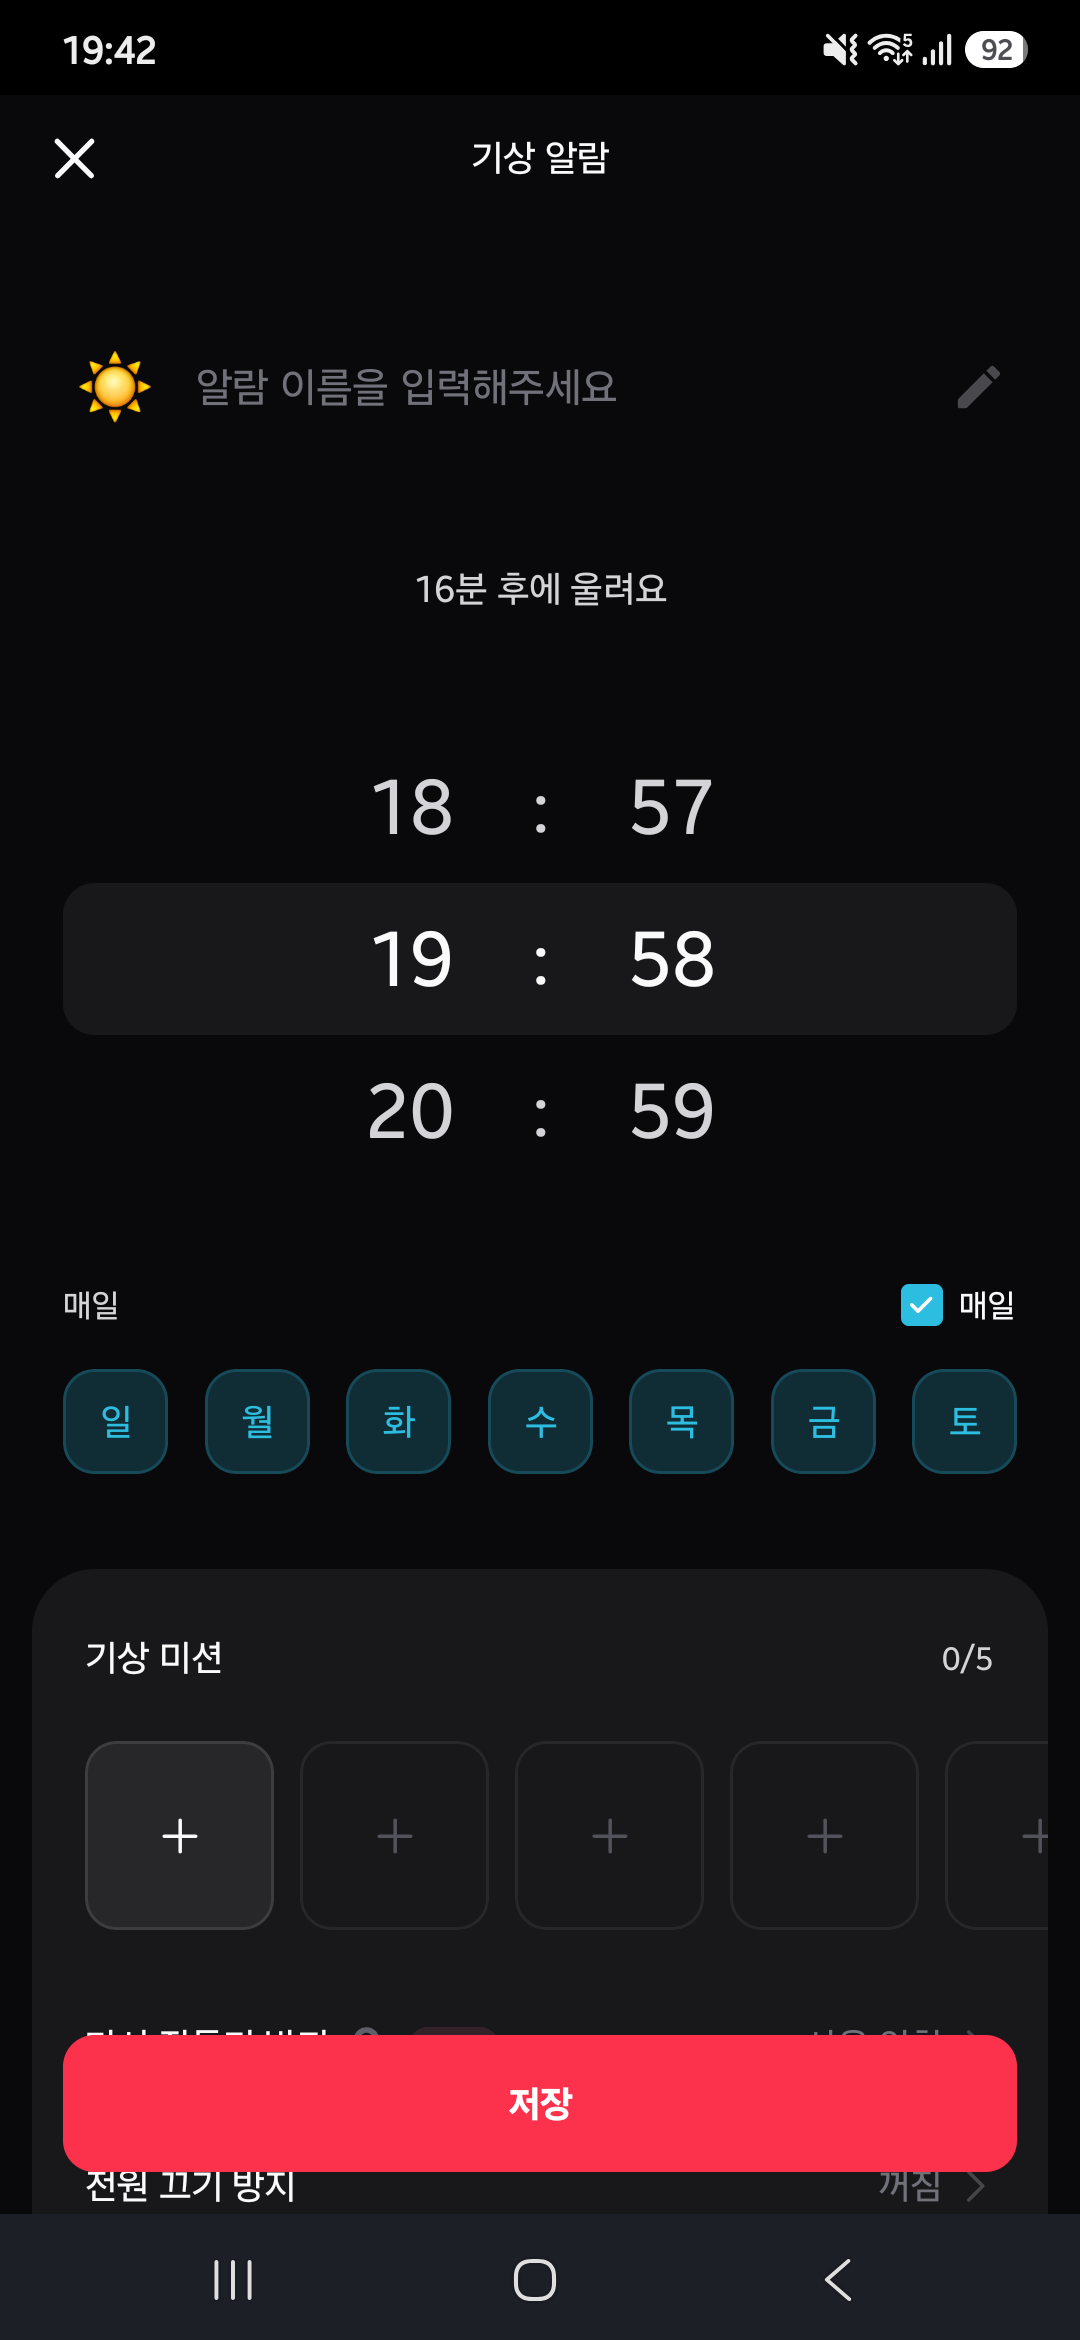 19:42
5
92
기상 알람
알람 이름을 입력해주세요
16분 후에 울려요
18 : 57
19 : 58
20 : 59
매일
매일
일 월 화 수 목 금 토
기상 미션
0/5
저장
전원 끄기 방지
꺼짐